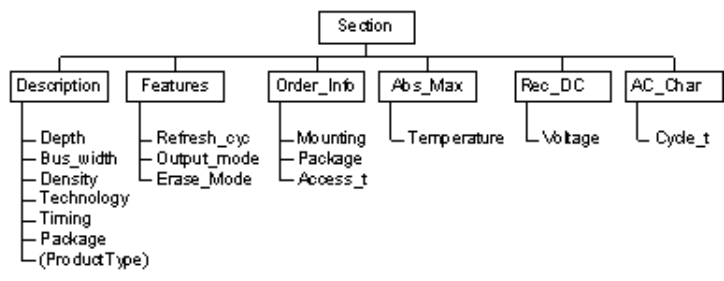 Section
Description Features Order_Info Abs_Max Rec_DC AC_Char
Depth Refresh_cyc Mounting Temperature Voltage Cycle_t
Bus_width Output_mode Package
Density Erase_Mode Access_t
Technology
Timing
Package
(ProductType)